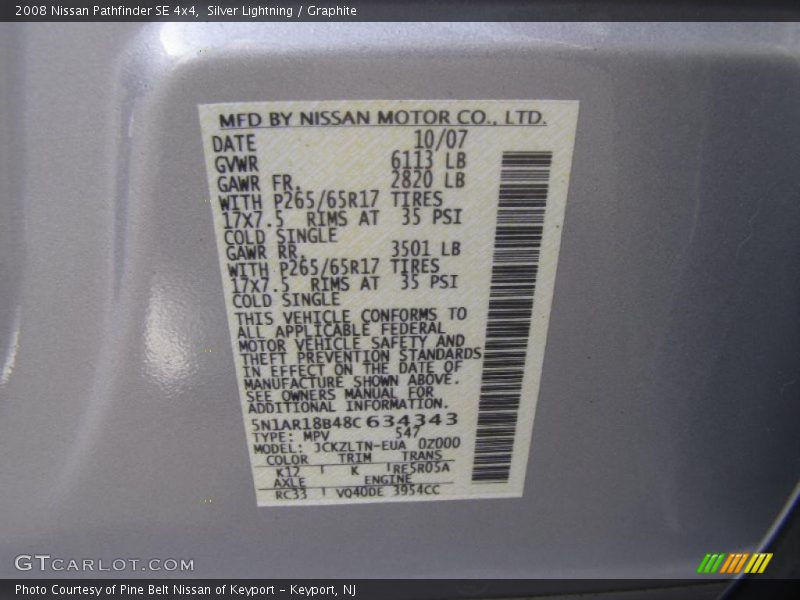 2008 Nissan Pathfinder SE 4x4, Silver Lightning / Graphite
MFD BY NISSAN MOTOR CO., LTD.
DATE 10/07
GVWR 6113 LB
GAWR FR. 2820 LB
WITH P265/65R17 TIRES
17x7.5 RIMS AT 35 PSI
COLD SINGLE
GAWR RR. 3501 LB
WITH P265/65R17 TIRES
17x7.5 RIMS AT 35 PSI
COLD SINGLE
THIS VEHICLE CONFORMS TO
ALL APPLICABLE FEDERAL
MOTOR VEHICLE SAFETY AND
THEFT PREVENTION STANDARDS
IN EFFECT ON THE DATE OF
MANUFACTURE SHOWN ABOVE.
SEE OWNERS MANUAL FOR
ADDITIONAL INFORMATION.
5N1AR18B48C634343
TYPE: MPV 547
MODEL: JCKZLTN-EUA 0Z000
COLOR TRIM TRANS
K12 K RE5R05A
AXLE ENGINE
RC33 VQ40DE 3954CC
GTCARLOT.COM
Photo Courtesy of Pine Belt Nissan of Keyport – Keyport, NJ